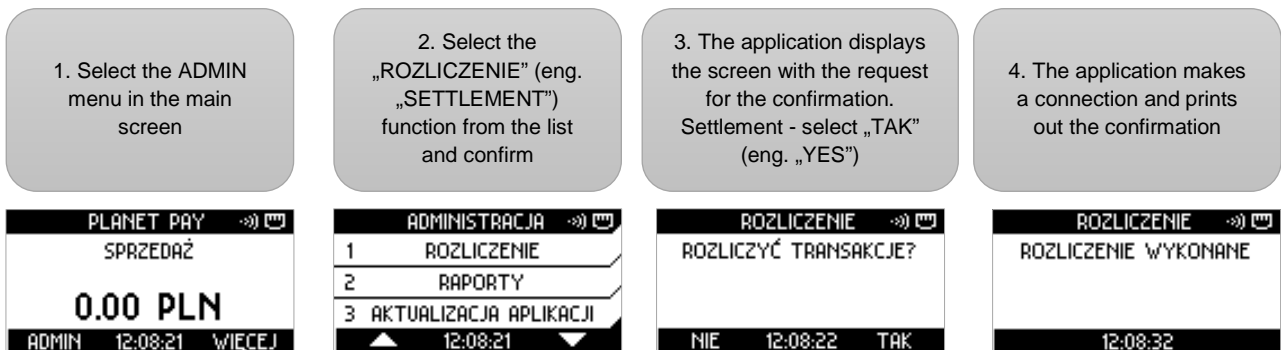 1. Select the ADMIN
menu in the main
screen
2. Select the
„ROZLICZENIE” (eng.
„SETTLEMENT”)
function from the list
and confirm
3. The application displays
the screen with the request
for the confirmation.
Settlement - select „TAK”
(eng. „YES”)
4. The application makes
a connection and prints
out the confirmation
PLANET PAY
SPRZEDAŻ
0.00 PLN
ADMIN 12:08:21 WIĘCEJ
ADMINISTRACJA
1 ROZLICZENIE
2 RAPORTY
3 AKTUALIZACJA APLIKACJI
12:08:21
ROZLICZENIE
ROZLICZYĆ TRANSAKCJE?
NIE 12:08:22 TAK
ROZLICZENIE
ROZLICZENIE WYKONANE
12:08:32